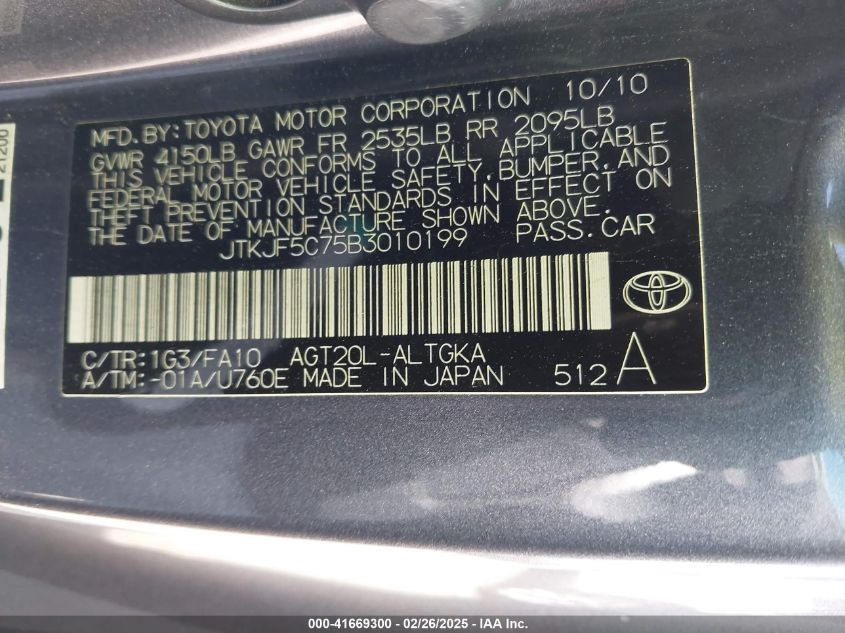 MFD.BY:TOYOTA MOTOR CORPORATION 10/10
GVWR 4150LB GAWR FR 2535LB RR 2095LB
THIS VEHICLE CONFORMS TO ALL APPLICABLE
FEDERAL MOTOR VEHICLE SAFETY,BUMPER,AND
THEFT PREVENTION STANDARDS IN EFFECT ON
THE DATE OF MANUFACTURE SHOWN ABOVE.
JTKJF5C75B3010199 PASS.CAR
C/TR:1G3/FA10 AGT20L-ALTGKA
A/TM:-01A/U760E MADE IN JAPAN 512 A
000-41669300 - 02/26/2025 - IAA Inc.